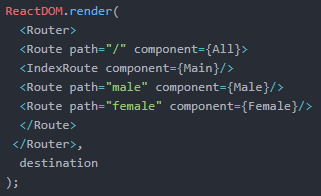 ReactDOM.render(
<Router>
<Route path="/" component={All}>
<IndexRoute component={Main}/>
<Route path="male" component={Male}/>
<Route path="female" component={Female}/>
</Route>
</Router>,
destination
);